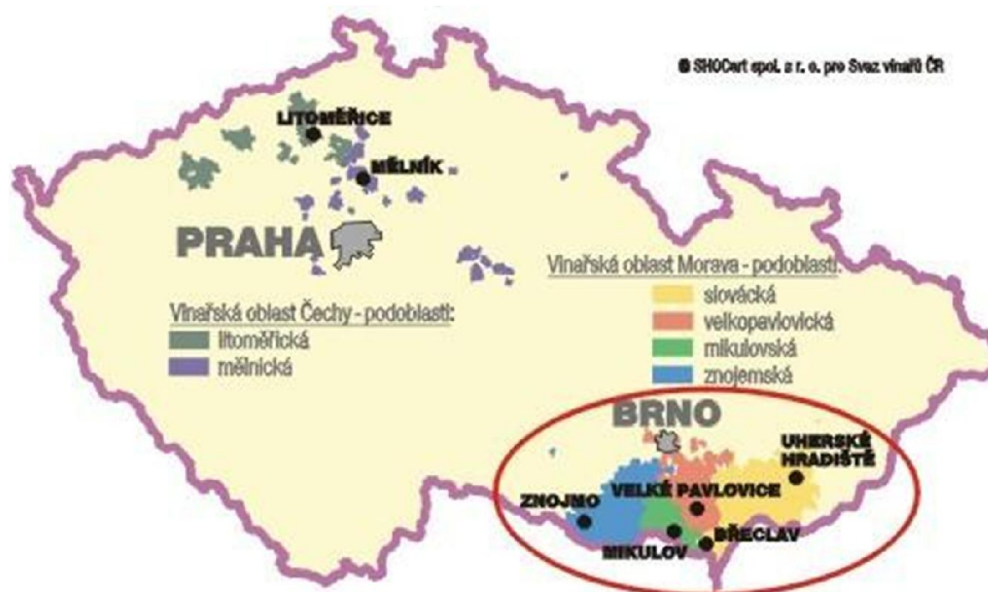 © SHOCart spol. s r. o. pro Svaz vinařů ČR
LITOMĚŘICE
MĚLNÍK
PRAHA
Vinařská oblast Morava - podoblasti:
slovácká
velkopavlovická
mikulovská
znojemská
Vinařská oblast Čechy - podoblasti:
litoměřická
mělnická
BRNO
UHERSKÉ
HRADIŠTĚ
VELKÉ PAVLOVICE
ZNOJMO
BŘECLAV
MIKULOV